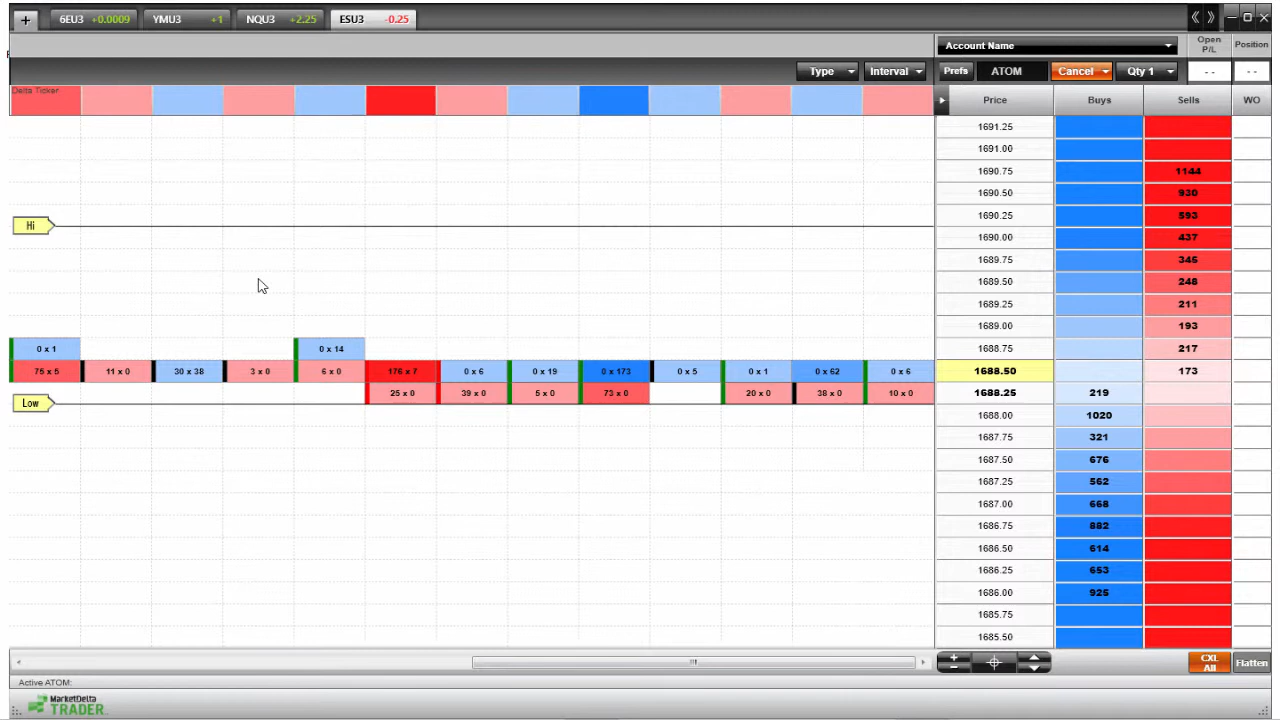 + 6EU3 +0.0009 YMU3 +1 NQU3 +2.25 ESU3 -0.25
Account Name Open P/L Position
Type Interval Prefs ATOM Cancel Qty 1 - - - -
Delta Ticker Price Buys Sells WO
1691.25
1691.00
1690.75 1144
1690.50 930
1690.25 593
Hi
1690.00 437
1689.75 345
1689.50 248
1689.25 211
1689.00 193
0 x 1 0 x 14 1688.75 217
75 x 5 11 x 0 30 x 38 3 x 0 6 x 0 176 x 7 0 x 6 0 x 19 0 x 173 0 x 5 0 x 1 0 x 62 0 x 6 1688.50 173
25 x 0 39 x 0 5 x 0 73 x 0 20 x 0 38 x 0 10 x 0 1688.25 219
Low
1688.00 1020
1687.75 321
1687.50 676
1687.25 562
1687.00 668
1686.75 882
1686.50 614
1686.25 653
1686.00 925
1685.75
1685.50
CXL All Flatten
Active ATOM:
MarketDelta
TRADER